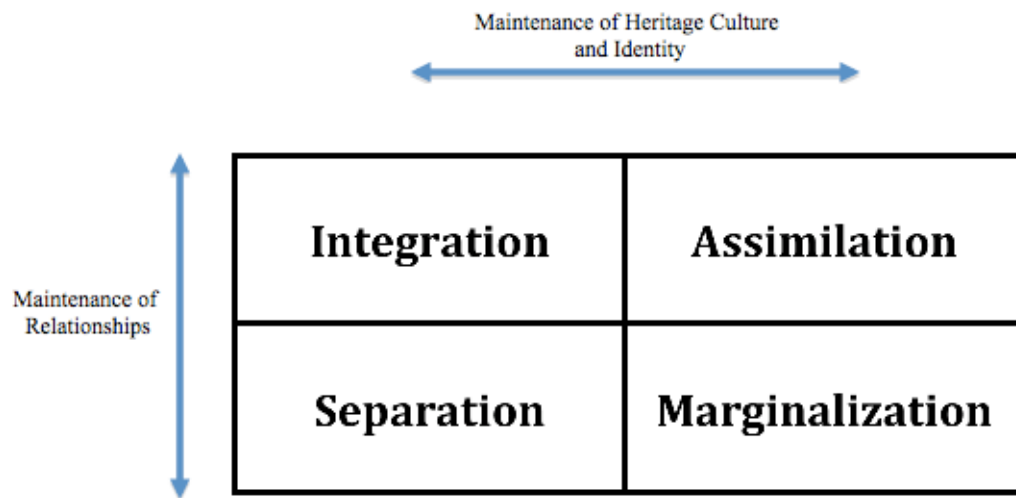 Maintenance of Heritage Culture
and Identity
Integration
Assimilation
Maintenance of
Relationships
Separation
Marginalization